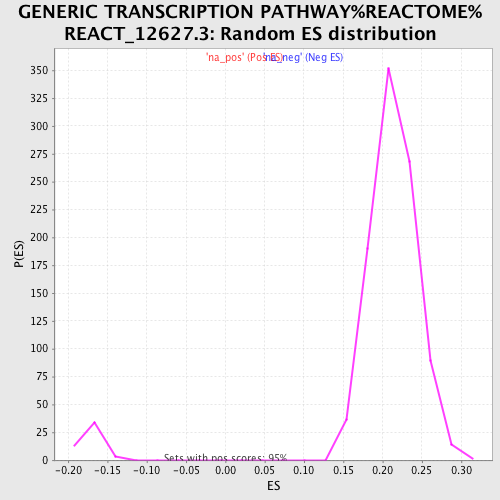 GENERIC TRANSCRIPTION PATHWAY%REACTOME%
REACT_12627.3: Random ES distribution
'na_pos' (Pos ES) 'na_neg' (Neg ES)
350
325
300
275
250
225
200
175
150
125
100
75
50
25
0
P(ES)
Sets with pos scores: 95%
-0.20 -0.15 -0.10 -0.05 0.00 0.05 0.10 0.15 0.20 0.25 0.30
ES